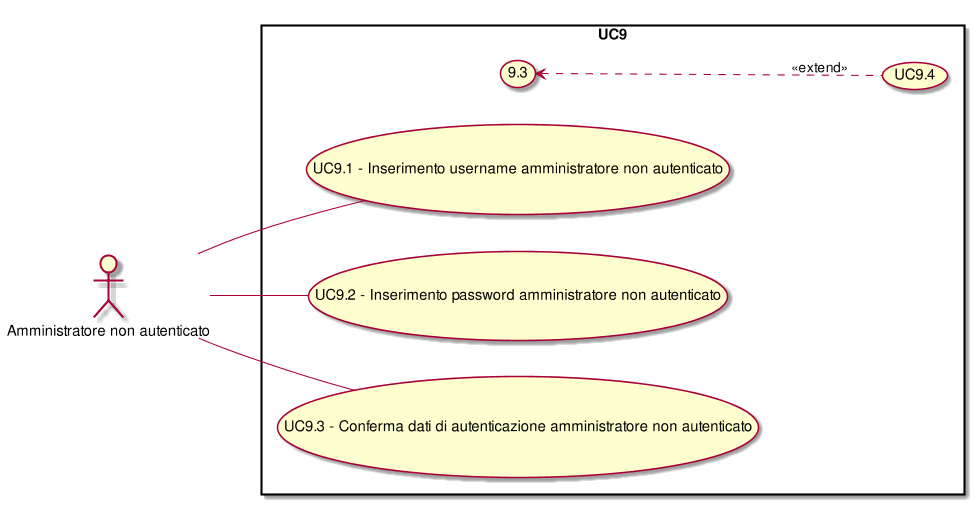 UC9
9.3
«extend»
UC9.4
UC9.1 - Inserimento username amministratore non autenticato
UC9.2 - Inserimento password amministratore non autenticato
Amministratore non autenticato
UC9.3 - Conferma dati di autenticazione amministratore non autenticato